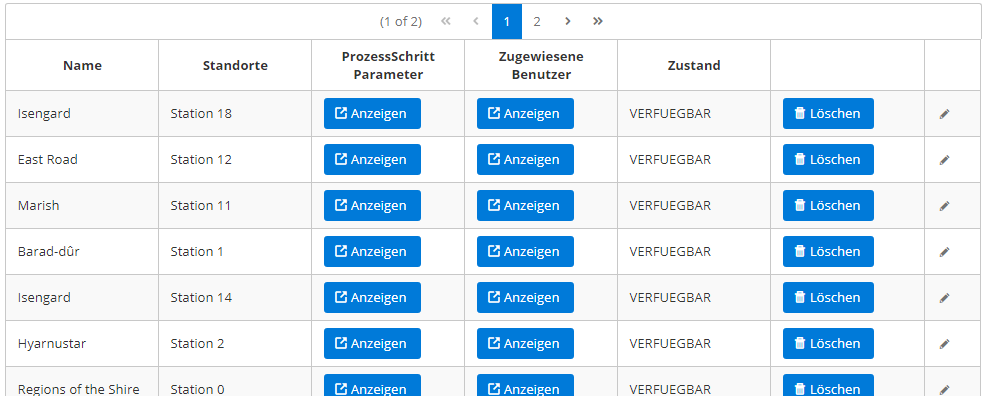 (1 of 2) 1 2
Name Standorte ProzessSchritt Parameter Zugewiesene Benutzer Zustand
Isengard Station 18 Anzeigen Anzeigen VERFUEGBAR Löschen
East Road Station 12 Anzeigen Anzeigen VERFUEGBAR Löschen
Marish Station 11 Anzeigen Anzeigen VERFUEGBAR Löschen
Barad-dûr Station 1 Anzeigen Anzeigen VERFUEGBAR Löschen
Isengard Station 14 Anzeigen Anzeigen VERFUEGBAR Löschen
Hyarnustar Station 2 Anzeigen Anzeigen VERFUEGBAR Löschen
Regions of the Shire Station 0 Anzeigen Anzeigen VERFUEGBAR Löschen